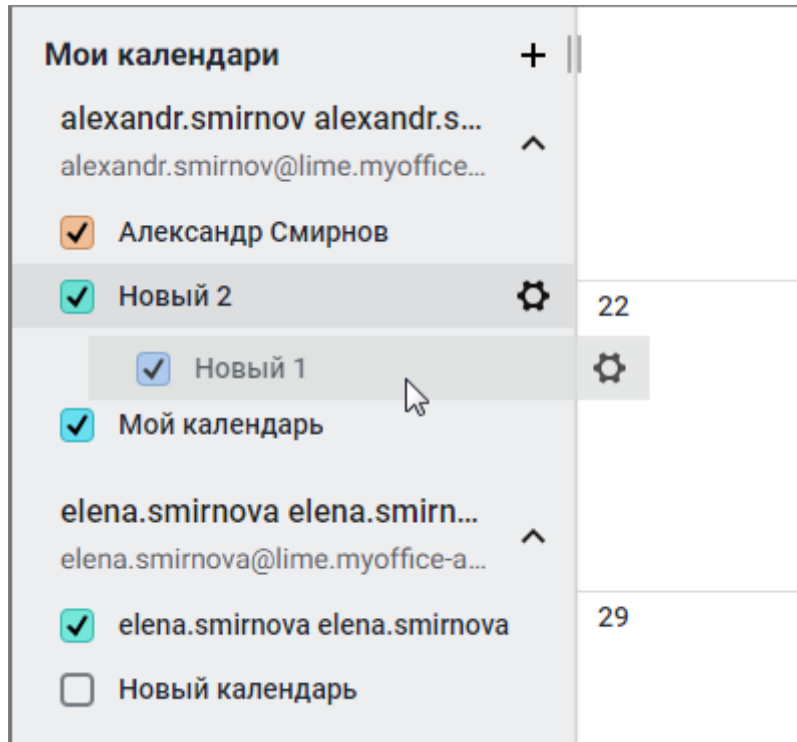 Мои календари
alexandr.smirnov alexandr.s...
alexandr.smirnov@lime.myoffice...
Александр Смирнов
Новый 2
22
Новый 1
Мой календарь
elena.smirnova elena.smirn...
elena.smirnova@lime.myoffice-a...
elena.smirnova elena.smirnova
29
Новый календарь